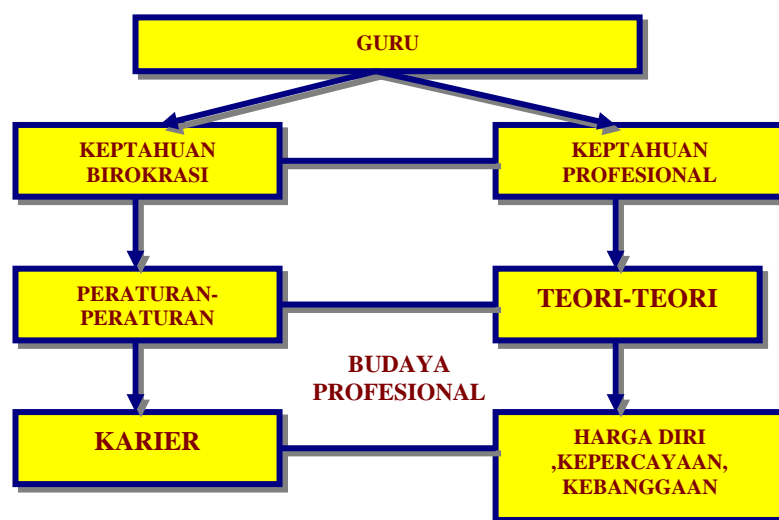 GURU
KEPTAHUAN
BIROKRASI
KEPTAHUAN
PROFESIONAL
PERATURAN-
PERATURAN
TEORI-TEORI
BUDAYA
PROFESIONAL
KARIER
HARGA DIRI
,KEPERCAYAAN,
KEBANGGAAN